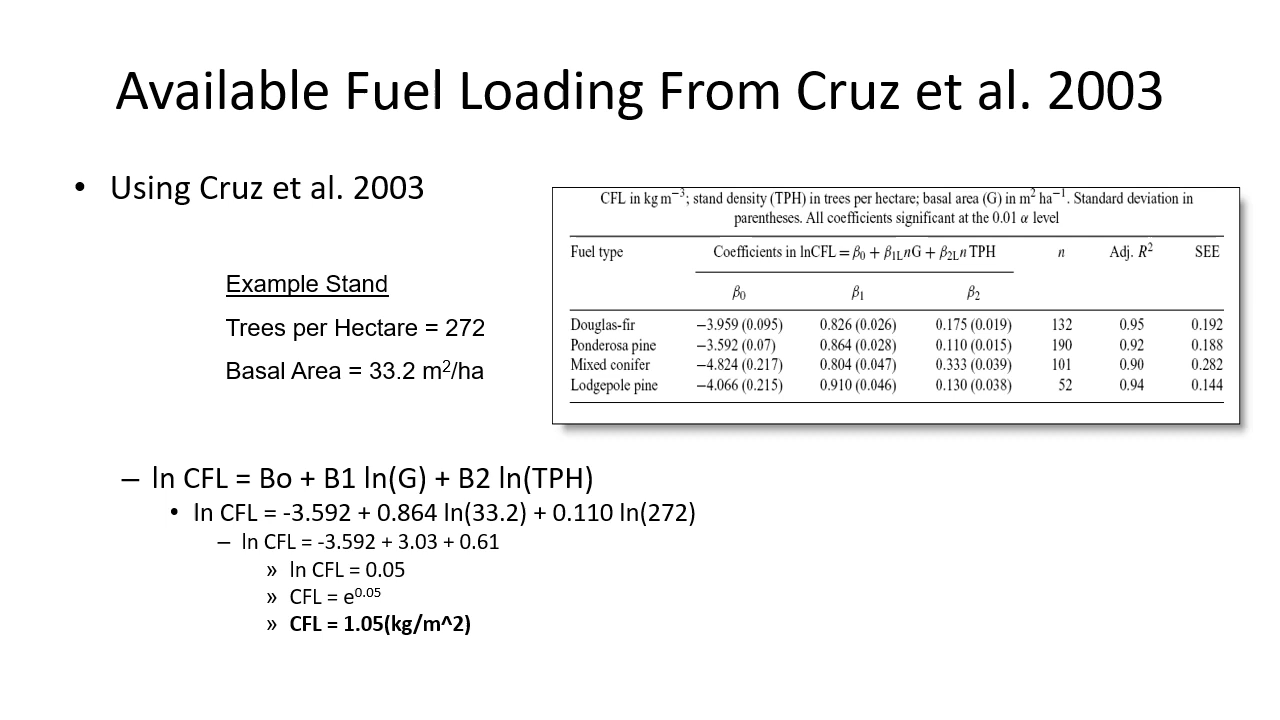 Available Fuel Loading From Cruz et al. 2003
• Using Cruz et al. 2003
Example Stand
Trees per Hectare = 272
Basal Area = 33.2 m²/ha
CFL in kg m⁻³; stand density (TPH) in trees per hectare; basal area (G) in m² ha⁻¹. Standard deviation in
parentheses. All coefficients significant at the 0.01 α level
Fuel type Coefficients in lnCFL = β₀ + β₁LnG + β₂Ln TPH n Adj. R² SEE
β₀ β₁ β₂
Douglas-fir −3.959 (0.095) 0.826 (0.026) 0.175 (0.019) 132 0.95 0.192
Ponderosa pine −3.592 (0.07) 0.864 (0.028) 0.110 (0.015) 190 0.92 0.188
Mixed conifer −4.824 (0.217) 0.804 (0.047) 0.333 (0.039) 101 0.90 0.282
Lodgepole pine −4.066 (0.215) 0.910 (0.046) 0.130 (0.038) 52 0.94 0.144
– ln CFL = Bo + B1 ln(G) + B2 ln(TPH)
• ln CFL = -3.592 + 0.864 ln(33.2) + 0.110 ln(272)
– ln CFL = -3.592 + 3.03 + 0.61
» ln CFL = 0.05
» CFL = e⁰·⁰⁵
» CFL = 1.05(kg/m^2)